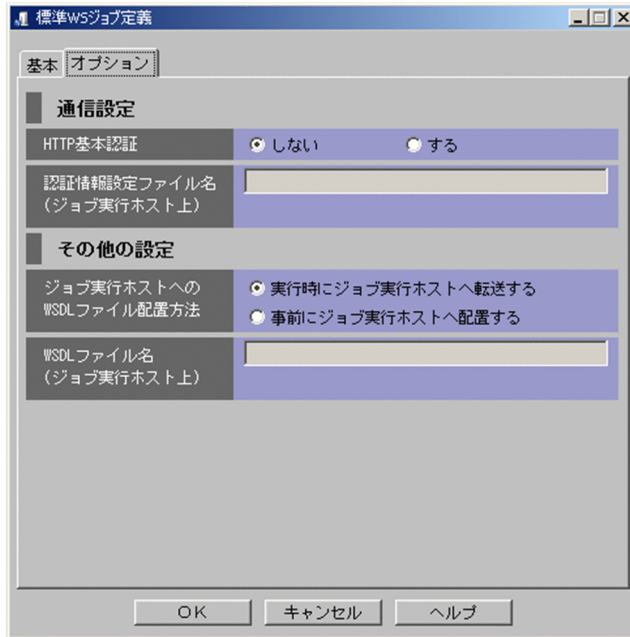 標準WSジョブ定義
基本 オプション
通信設定
HTTP基本認証 しない する
認証情報設定ファイル名
(ジョブ実行ホスト上)
その他の設定
ジョブ実行ホストへの 実行時にジョブ実行ホストへ転送する
WSDLファイル配置方法 事前にジョブ実行ホストへ配置する
WSDLファイル名
(ジョブ実行ホスト上)
OK キャンセル ヘルプ